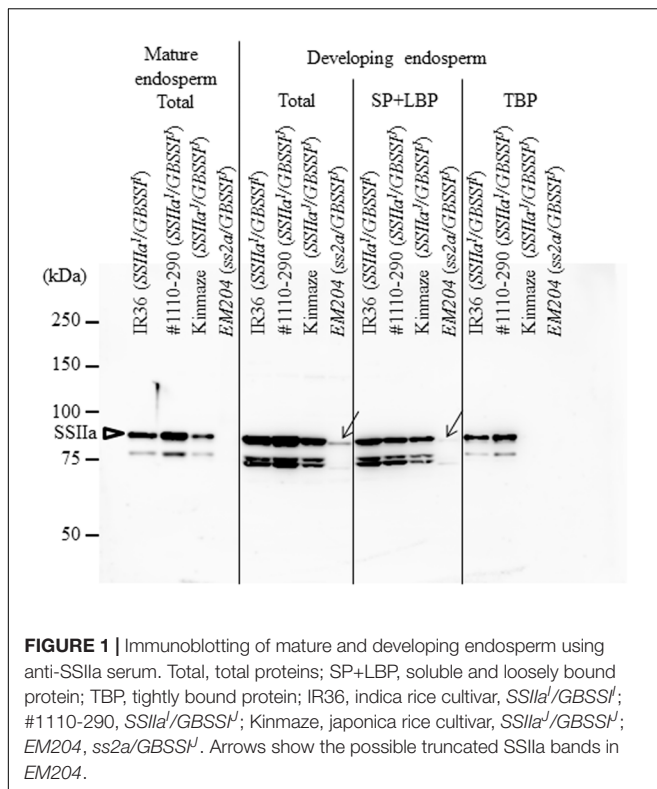 Mature
endosperm
Total
Developing endosperm
Total
SP+LBP
TBP
IR36 (SSIIaᴵ/GBSSIᴵ)
#1110-290 (SSIIaᴵ/GBSSIᴶ)
Kinmaze (SSIIaᴶ/GBSSIᴶ)
EM204 (ss2a/GBSSIᴶ)
IR36 (SSIIaᴵ/GBSSIᴵ)
#1110-290 (SSIIaᴵ/GBSSIᴶ)
Kinmaze (SSIIaᴶ/GBSSIᴶ)
EM204 (ss2a/GBSSIᴶ)
IR36 (SSIIaᴵ/GBSSIᴵ)
#1110-290 (SSIIaᴵ/GBSSIᴶ)
Kinmaze (SSIIaᴶ/GBSSIᴶ)
EM204 (ss2a/GBSSIᴶ)
IR36 (SSIIaᴵ/GBSSIᴵ)
#1110-290 (SSIIaᴵ/GBSSIᴶ)
Kinmaze (SSIIaᴶ/GBSSIᴶ)
EM204 (ss2a/GBSSIᴶ)
(kDa)
250
150
100
SSIIa
75
50
FIGURE 1 | Immunoblotting of mature and developing endosperm using
anti-SSIIa serum. Total, total proteins; SP+LBP, soluble and loosely bound
protein; TBP, tightly bound protein; IR36, indica rice cultivar, SSIIaᴵ/GBSSIᴵ;
#1110-290, SSIIaᴵ/GBSSIᴶ; Kinmaze, japonica rice cultivar, SSIIaᴶ/GBSSIᴶ;
EM204, ss2a/GBSSIᴶ. Arrows show the possible truncated SSIIa bands in
EM204.